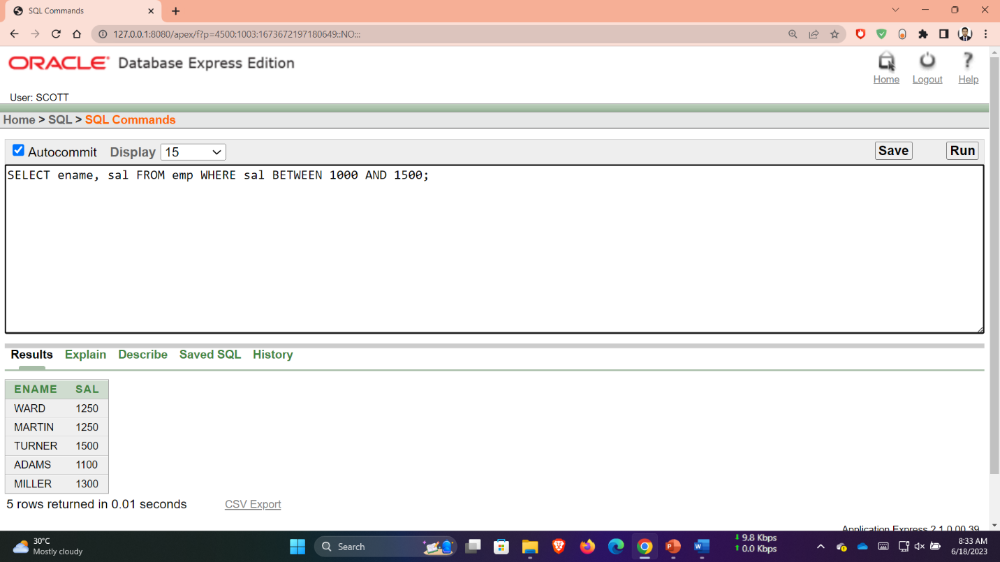 SQL Commands
127.0.0.1:8080/apex/f?p=4500:1003:1673672197180649::NO:::
ORACLE Database Express Edition
Home Logout Help
User: SCOTT
Home > SQL > SQL Commands
Autocommit Display 15 Save Run
SELECT ename, sal FROM emp WHERE sal BETWEEN 1000 AND 1500;
Results Explain Describe Saved SQL History
ENAME SAL
WARD 1250
MARTIN 1250
TURNER 1500
ADAMS 1100
MILLER 1300
5 rows returned in 0.01 seconds CSV Export
Application Express 2.1.0.00.39
30°C
Mostly cloudy
Search
9.8 Kbps
0.0 Kbps
8:33 AM
6/18/2023